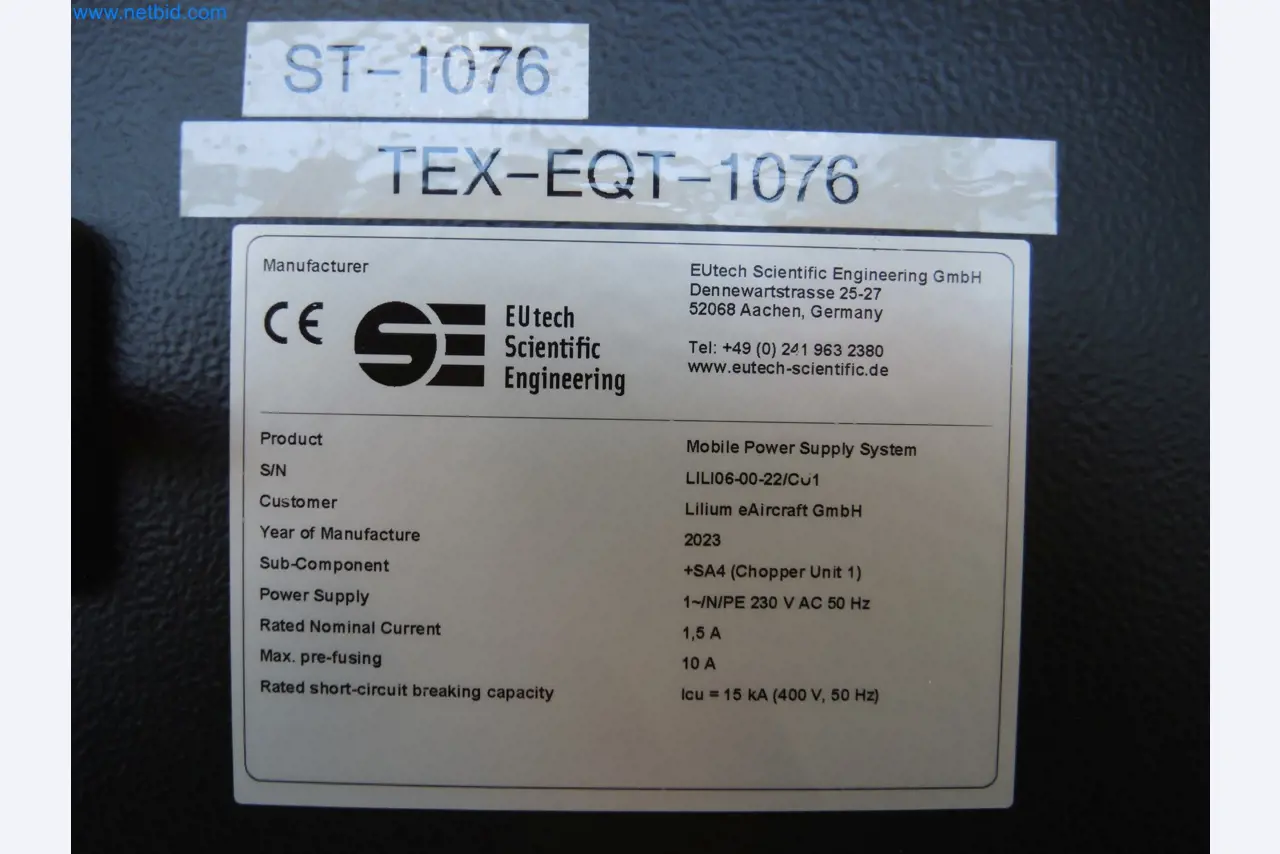 www.netbid.com
ST-1076
TEX-EQT-1076
Manufacturer
CE
SE
EUtech
Scientific
Engineering
EUtech Scientific Engineering GmbH
Dennewartstrasse 25-27
52068 Aachen, Germany
Tel: +49 (0) 241 963 2380
www.eutech-scientific.de
Product Mobile Power Supply System
S/N
Customer Lilium eAircraft GmbH
Year of Manufacture 2023
Sub-Component +SA4 (Chopper Unit 1)
Power Supply 1~/N/PE 230 V AC 50 Hz
Rated Nominal Current 1,5 A
Max. pre-fusing 10 A
Rated short-circuit breaking capacity Icu = 15 kA (400 V, 50 Hz)